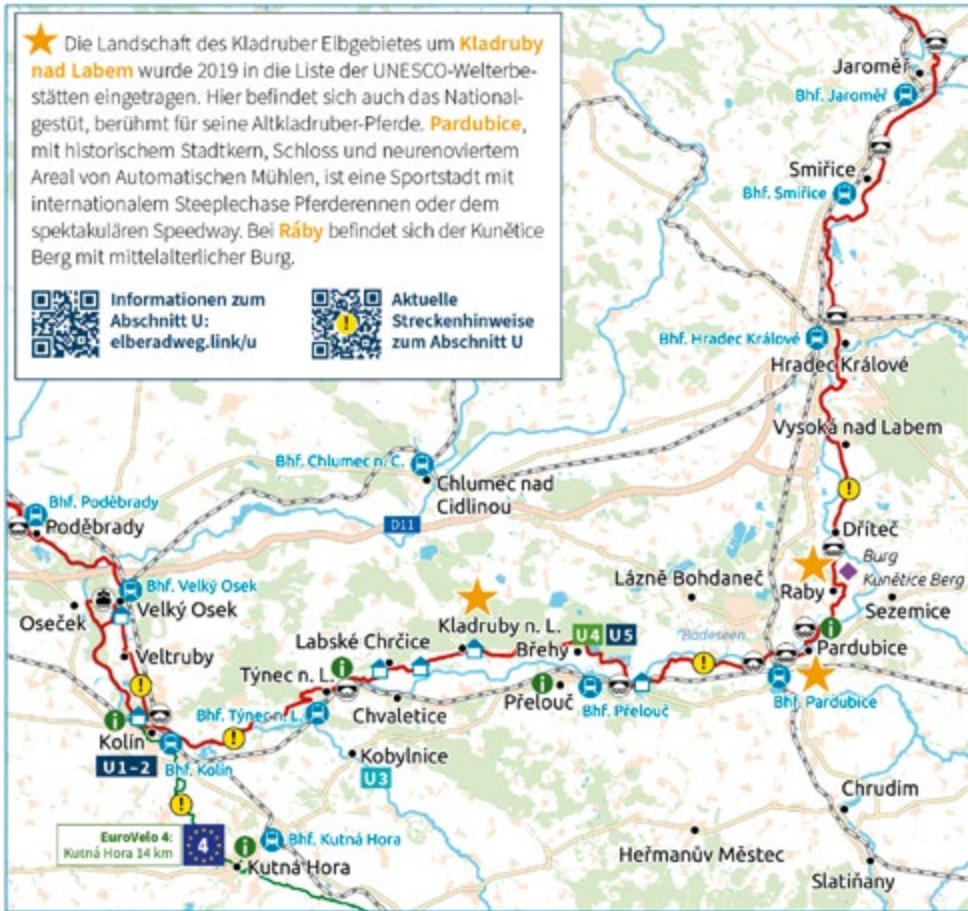 Die Landschaft des Kladruber Elbgebietes um Kladruby
nad Labem wurde 2019 in die Liste der UNESCO-Welterbe-
stätten eingetragen. Hier befindet sich auch das National-
gestüt, berühmt für seine Altkladruber-Pferde. Pardubice,
mit historischem Stadtkern, Schloss und neurenoviertem
Areal von Automatischen Mühlen, ist eine Sportstadt mit
internationalem Steeplechase Pferderennen oder dem
spektakulären Speedway. Bei Ráby befindet sich der Kunětice
Berg mit mittelalterlicher Burg.
Informationen zum
Abschnitt U:
elberadweg.link/u
!
Aktuelle
Streckenhinweise
zum Abschnitt U
Jaroměř
Bhf. Jaroměř
Smiřice
Bhf. Smiřice
Bhf. Hradec Králové
Hradec Králové
Vysoká nad Labem
!
Bhf. Chlumec n. C.
Chlumec nad
Cidlinou
D11
Bhf. Poděbrady
Poděbrady
Dříteč
Burg
Kunětice Berg
Lázně Bohdaneč
Raby
Sezemice
Bhf. Velký Osek
Velký Osek
Oseček
Veltruby
!
Labské Chrčice
Kladruby n. L.
Břehy
U4 U5
Badeseen
!
i
Pardubice
Bhf. Pardubice
Týnec n. L.
i
Chvaletice
i
Přelouč
Bhf. Přelouč
Bhf. Týnec n. L.
!
i
Kolín
U1-2
Bhf. Kolín
Kobylnice
U3
!
Chrudim
EuroVelo 4:
Kutná Hora 14 km
4
i
Bhf. Kutná Hora
Kutná Hora
Heřmanův Městec
Slatiňany